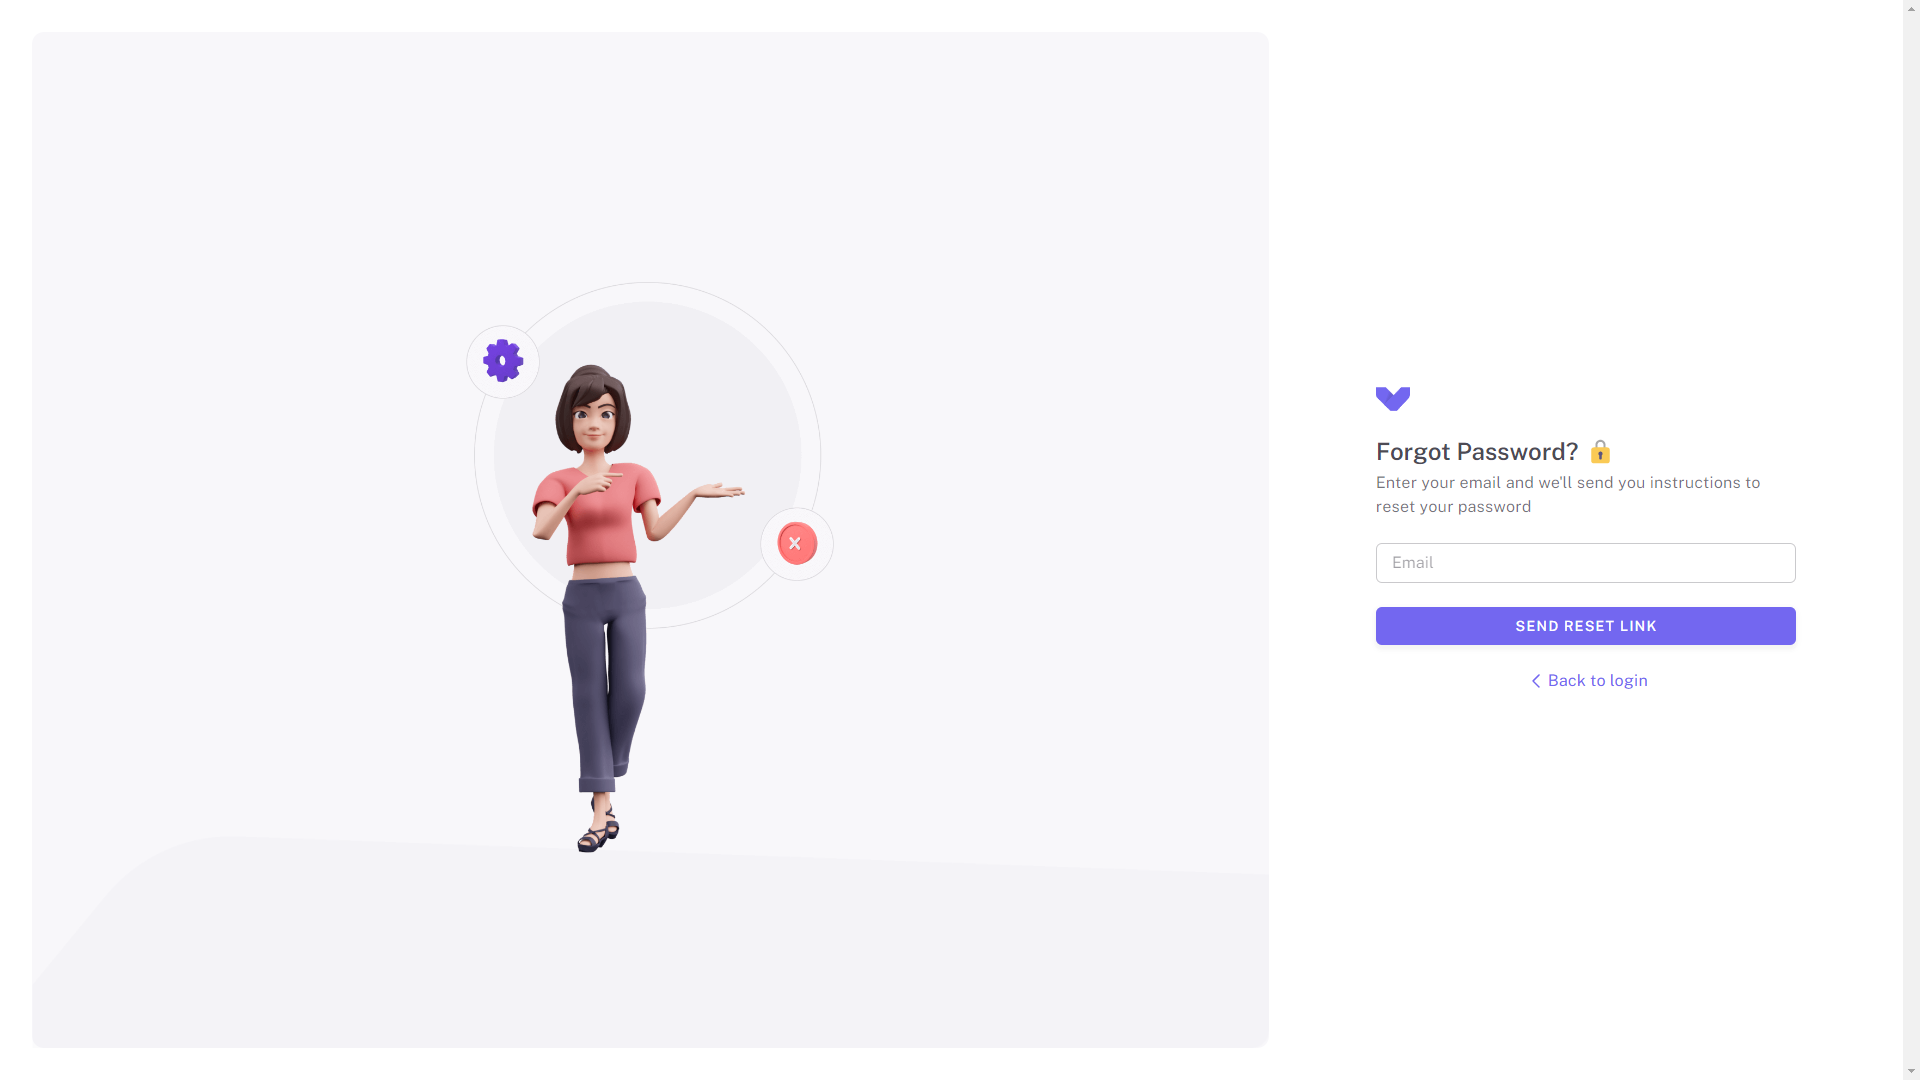 Forgot Password? 🔒
Enter your email and we'll send you instructions to
reset your password
Email
SEND RESET LINK
Back to login